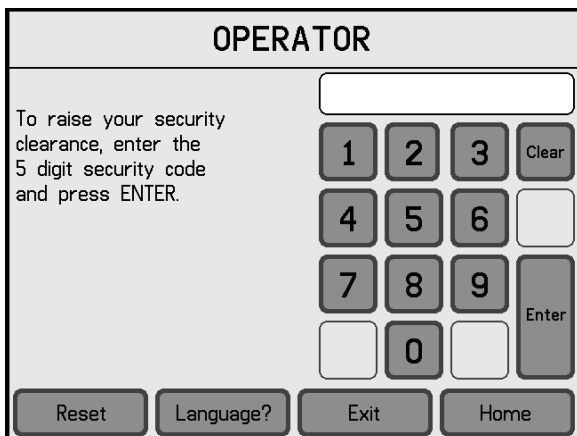 OPERATOR
To raise your security
clearance, enter the
5 digit security code
and press ENTER.
1 2 3 Clear
4 5 6
7 8 9
Enter
0
Reset Language? Exit Home